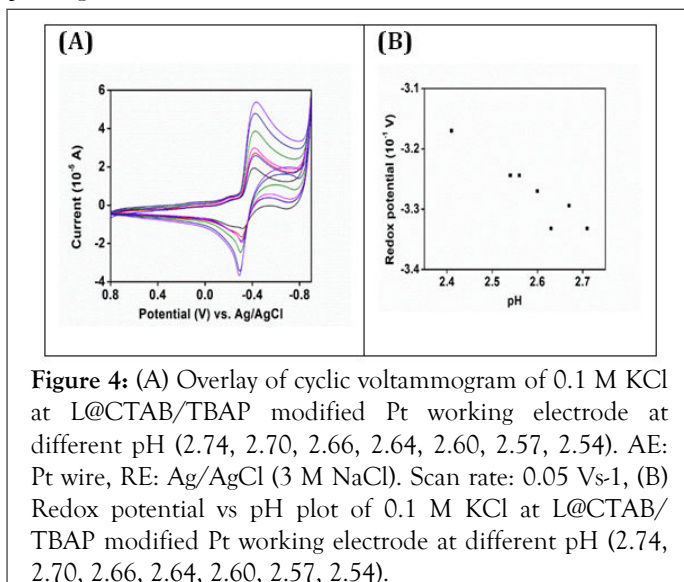 (A)
(B)
6
4
2
0
-2
-4
Current (10⁻⁵ A)
0.8 0.4 0.0 -0.4 -0.8
Potential (V) vs. Ag/AgCl
-3.1
-3.2
-3.3
-3.4
Redox potential (10⁻¹ V)
2.4 2.5 2.6 2.7
pH
Figure 4: (A) Overlay of cyclic voltammogram of 0.1 M KCl
at L@CTAB/TBAP modified Pt working electrode at
different pH (2.74, 2.70, 2.66, 2.64, 2.60, 2.57, 2.54). AE:
Pt wire, RE: Ag/AgCl (3 M NaCl). Scan rate: 0.05 Vs-1, (B)
Redox potential vs pH plot of 0.1 M KCl at L@CTAB/
TBAP modified Pt working electrode at different pH (2.74,
2.70, 2.66, 2.64, 2.60, 2.57, 2.54).